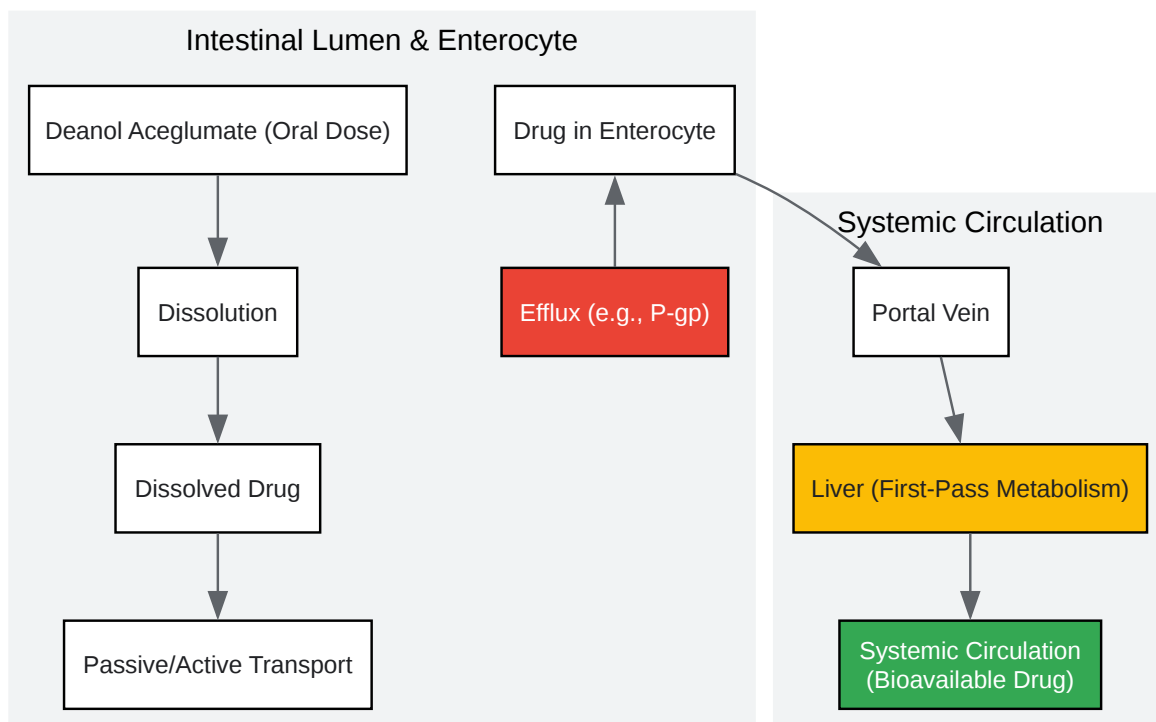 Intestinal Lumen & Enterocyte
Deanol Aceglumate (Oral Dose)
Dissolution
Dissolved Drug
Passive/Active Transport
Drug in Enterocyte
Efflux (e.g., P-gp)
Systemic Circulation
Portal Vein
Liver (First-Pass Metabolism)
Systemic Circulation
(Bioavailable Drug)